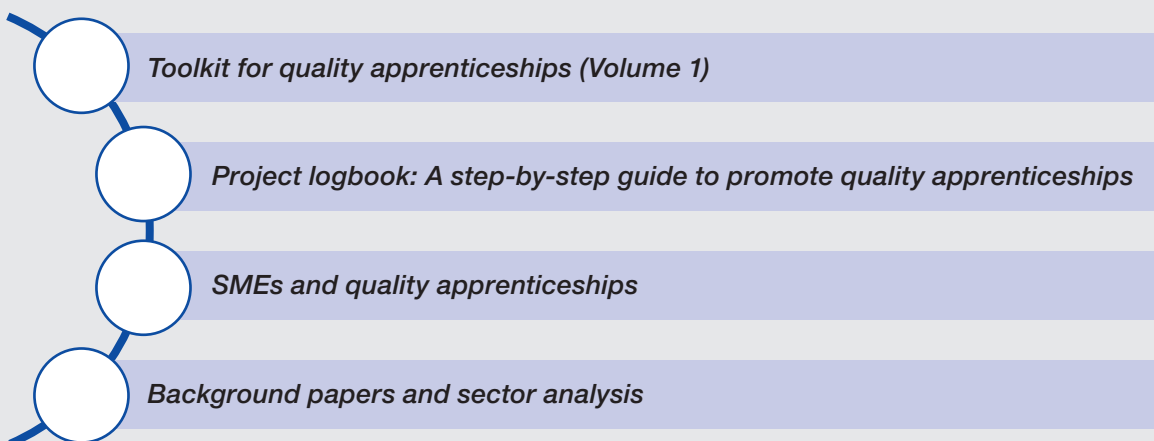 Toolkit for quality apprenticeships (Volume 1)
Project logbook: A step-by-step guide to promote quality apprenticeships
SMEs and quality apprenticeships
Background papers and sector analysis